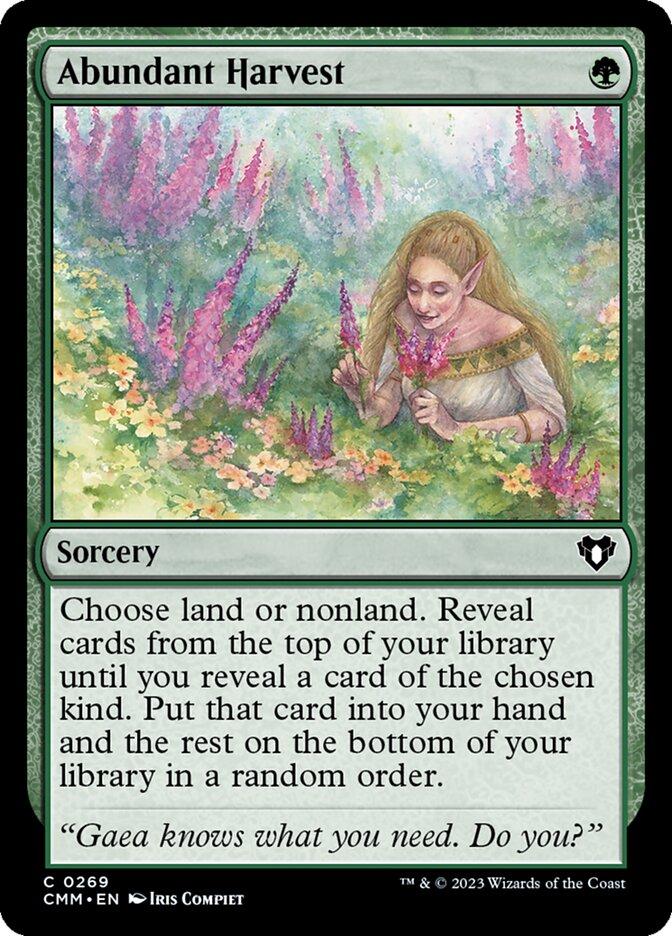 Abundant Harvest
Sorcery
Choose land or nonland. Reveal
cards from the top of your library
until you reveal a card of the chosen
kind. Put that card into your hand
and the rest on the bottom of your
library in a random order.
“Gaea knows what you need. Do you?”
C 0269
™ & © 2023 Wizards of the Coast
CMM • EN Iris Compiet